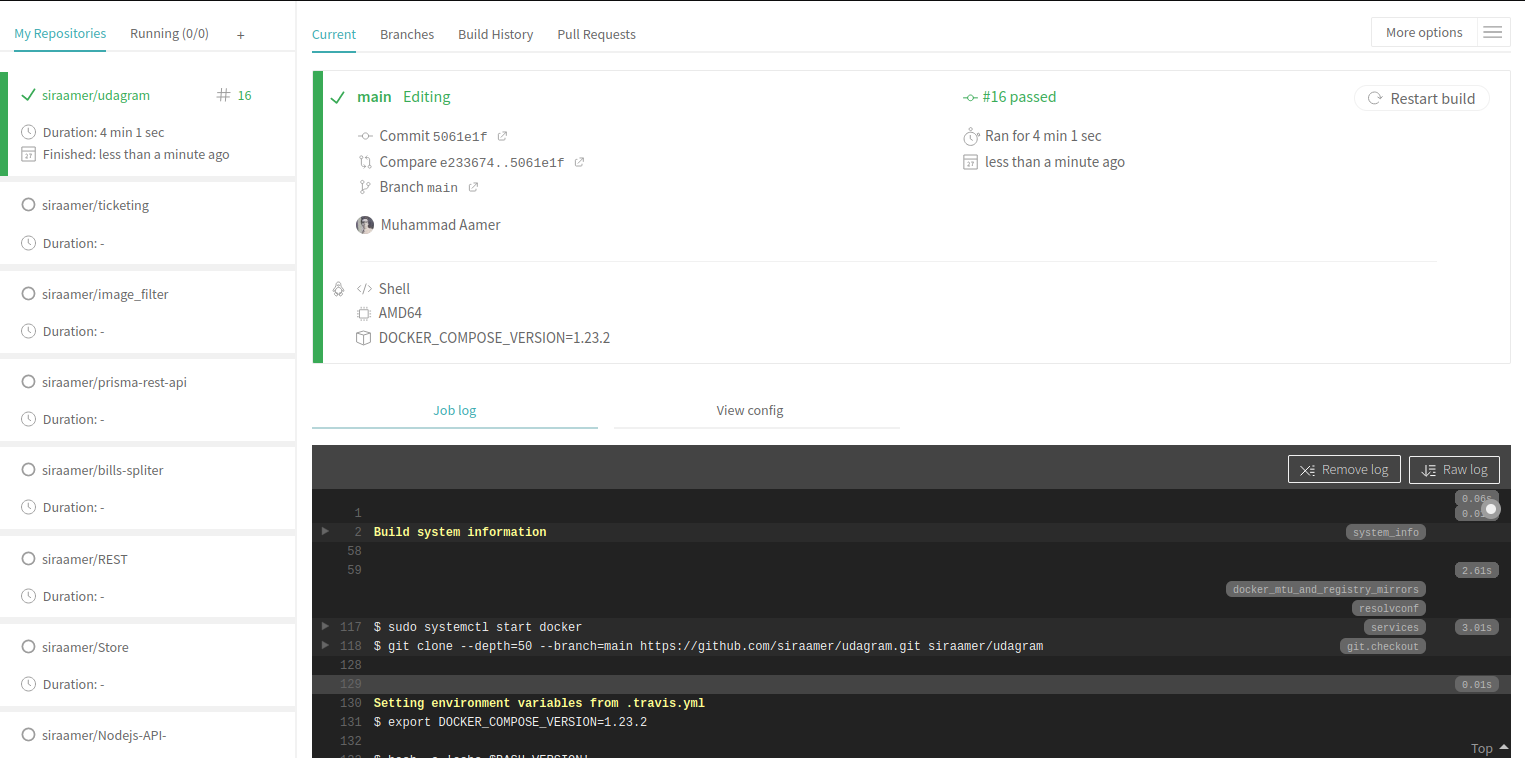 My Repositories Running (0/0) +
siraamer/udagram # 16
Duration: 4 min 1 sec
Finished: less than a minute ago
siraamer/ticketing
Duration: -
siraamer/image_filter
Duration: -
siraamer/prisma-rest-api
Duration: -
siraamer/bills-spliter
Duration: -
siraamer/REST
Duration: -
siraamer/Store
Duration: -
siraamer/Nodejs-API-
Current Branches Build History Pull Requests
More options
main Editing
#16 passed
Restart build
Commit 5061e1f
Ran for 4 min 1 sec
Compare e233674..5061e1f
less than a minute ago
Branch main
Muhammad Aamer
Shell
AMD64
DOCKER_COMPOSE_VERSION=1.23.2
Job log View config
Remove log Raw log
0.06s
1
2 Build system information system_info
58
59 2.61s
docker_mtu_and_registry_mirrors
resolvconf
117 $ sudo systemctl start docker services 3.01s
118 $ git clone --depth=50 --branch=main https://github.com/siraamer/udagram.git siraamer/udagram git.checkout
128
129 0.01s
130 Setting environment variables from .travis.yml
131 $ export DOCKER_COMPOSE_VERSION=1.23.2
132
Top